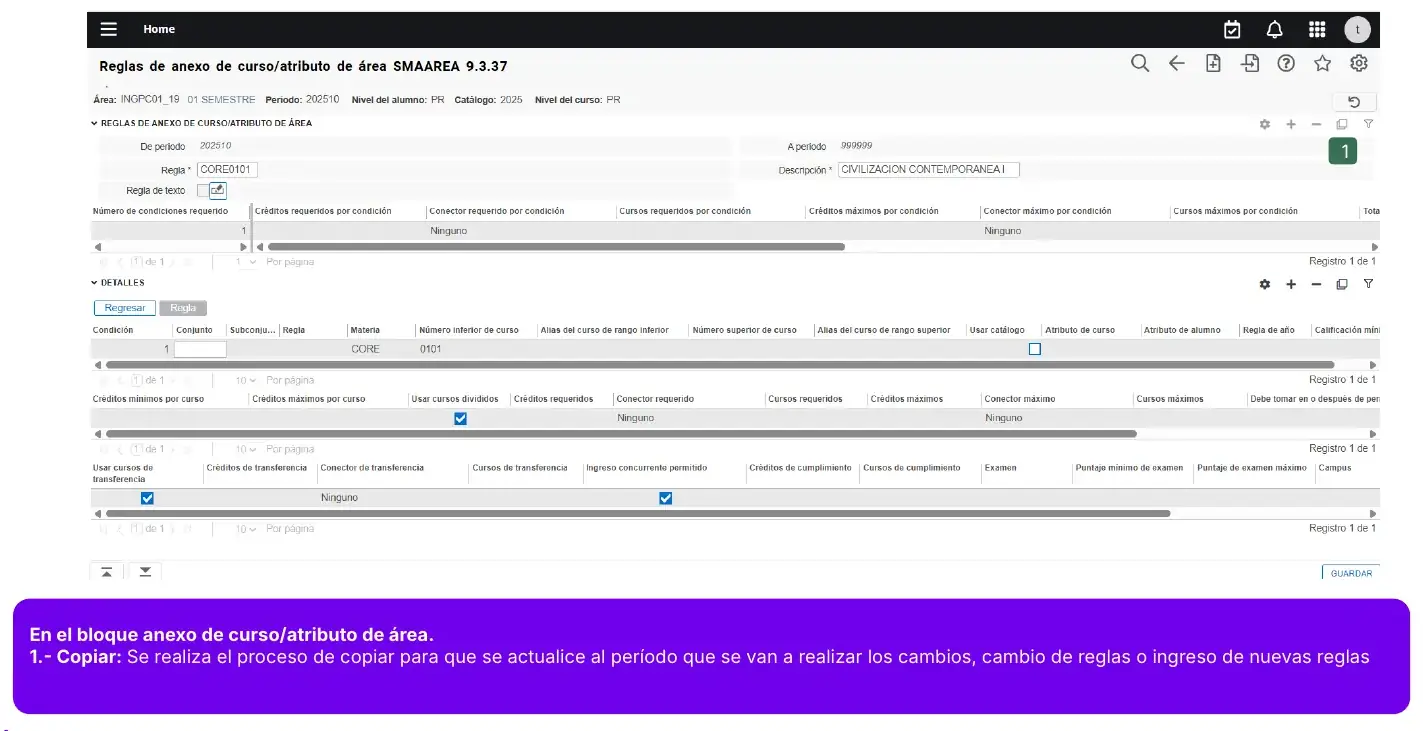 Home
t
Reglas de anexo de curso/atributo de área SMAAREA 9.3.37
Área: INGPC01_19 01 SEMESTRE Periodo: 202510 Nivel del alumno: PR Catálogo: 2025 Nivel del curso: PR
REGLAS DE ANEXO DE CURSO/ATRIBUTO DE ÁREA
De periodo 202510 A periodo 999999
1
Regla * CORE0101 Descripción * CIVILIZACION CONTEMPORANEA I
Regla de texto
Número de condiciones requerido Créditos requeridos por condición Conector requerido por condición Cursos requeridos por condición Créditos máximos por condición Conector máximo por condición Cursos máximos por condición Tota
1 Ninguno Ninguno
1 de 1 1 Por página Registro 1 de 1
DETALLES
Regresar Regla
Condición Conjunto Subconju... Regla Materia Número inferior de curso Alias del curso de rango inferior Número superior de curso Alias del curso de rango superior Usar catálogo Atributo de curso Atributo de alumno Regla de año Calificación míni
1 CORE 0101
1 de 1 10 Por página Registro 1 de 1
Créditos mínimos por curso Créditos máximos por curso Usar cursos divididos Créditos requeridos Conector requerido Cursos requeridos Créditos máximos Conector máximo Cursos máximos Debe tomar en o después de per
Ninguno Ninguno
1 de 1 10 Por página Registro 1 de 1
Usar cursos de transferencia Créditos de transferencia Conector de transferencia Cursos de transferencia Ingreso concurrente permitido Créditos de cumplimiento Cursos de cumplimiento Examen Puntaje mínimo de examen Puntaje de examen máximo Campus
Ninguno
1 de 1 10 Por página Registro 1 de 1
GUARDAR
En el bloque anexo de curso/atributo de área.
1.- Copiar: Se realiza el proceso de copiar para que se actualice al período que se van a realizar los cambios, cambio de reglas o ingreso de nuevas reglas